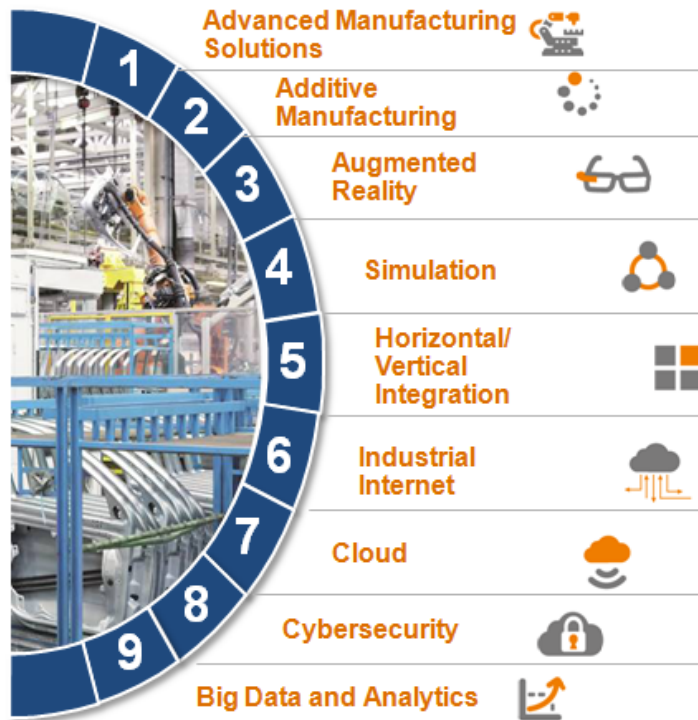 1
Advanced Manufacturing
Solutions
2
Additive
Manufacturing
3
Augmented
Reality
4
Simulation
5
Horizontal/
Vertical
Integration
6
Industrial
Internet
7
Cloud
8
Cybersecurity
9
Big Data and Analytics